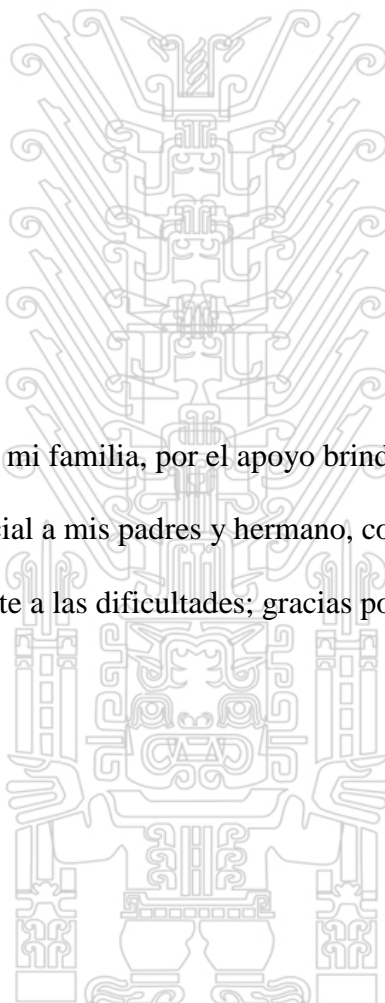 mi familia, por el apoyo brind
cial a mis padres y hermano, co
te a las dificultades; gracias po